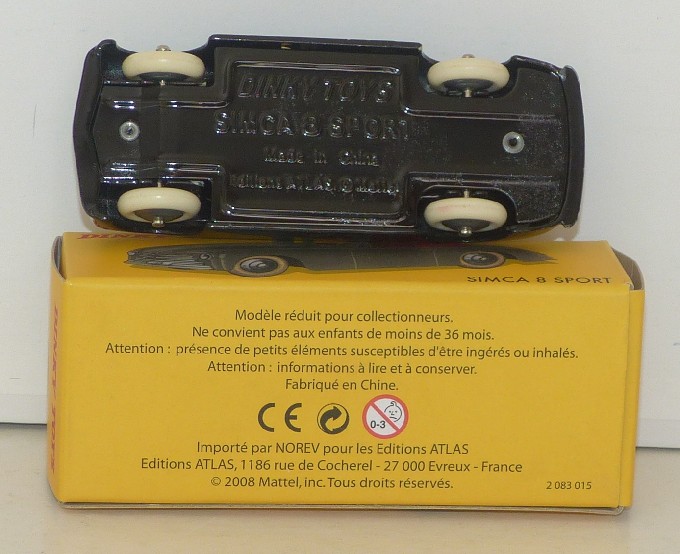 DINKY TOYS
SIMCA 8 SPORT
Made in China
Editions ATLAS, © Mattel
SIMCA 8 SPORT
Modèle réduit pour collectionneurs.
Ne convient pas aux enfants de moins de 36 mois.
Attention : présence de petits éléments susceptibles d'être ingérés ou inhalés.
Attention : informations à lire et à conserver.
Fabriqué en Chine.
CE
0-3
Importé par NOREV pour les Editions ATLAS
Editions ATLAS, 1186 rue de Cocherel - 27 000 Evreux - France
© 2008 Mattel, inc. Tous droits réservés.
2 083 015
DINKY TOYS